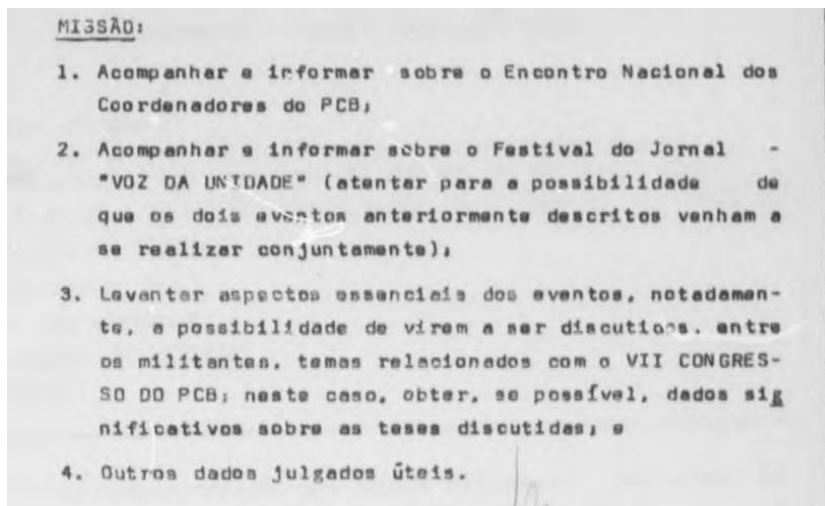 MISSÃO:
1. Acompanhar e informar sobre o Encontro Nacional dos
Coordenadores do PCB;
2. Acompanhar e informar sobre o Festival do Jornal -
"VOZ DA UNIDADE" (atentar para a possibilidade de
que os dois eventos anteriormente descritos venham a
se realizar conjuntamente);
3. Levantar aspectos essenciais dos eventos, notadamen-
te, a possibilidade de virem a ser discutidos, entre
os militantes, temas relacionados com o VII CONGRES-
SO DO PCB; neste caso, obter, se possível, dados sig
nificativos sobre as teses discutidas; e
4. Outros dados julgados úteis.